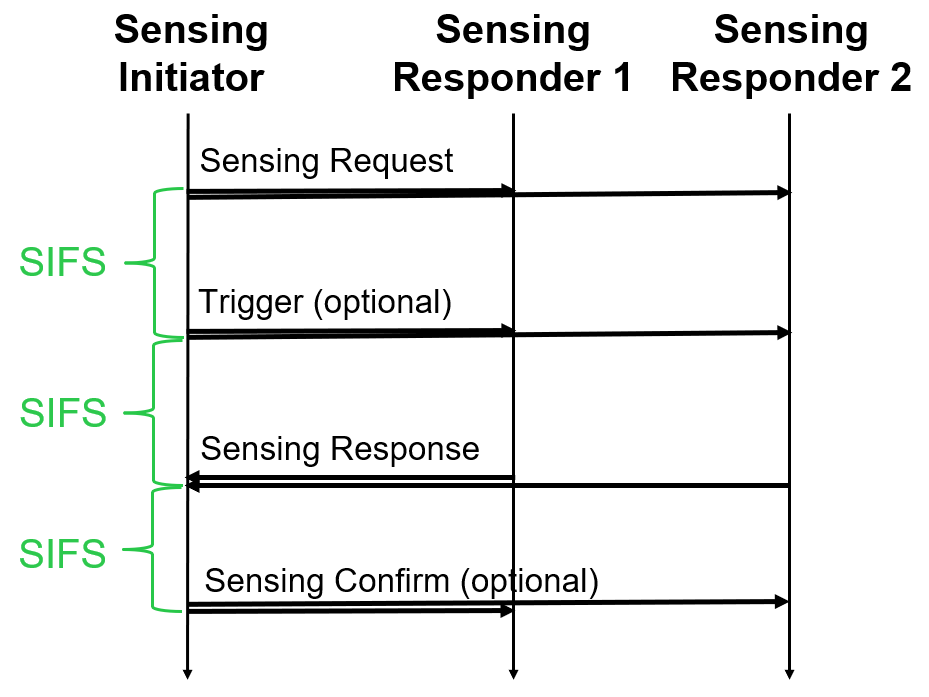 Sensing Initiator
Sensing Responder 1
Sensing Responder 2
Sensing Request
SIFS
Trigger (optional)
SIFS
Sensing Response
SIFS
Sensing Confirm (optional)